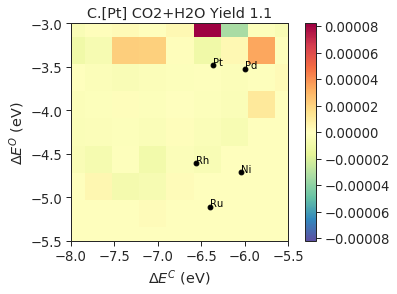 C.[Pt] CO2+H2O Yield 1.1
−3.0
−3.5
−4.0
−4.5
−5.0
−5.5
ΔE^O (eV)
Pt
Pd
Rh
Ni
Ru
−8.0 −7.5 −7.0 −6.5 −6.0 −5.5
ΔE^C (eV)
0.00008
0.00006
0.00004
0.00002
0.00000
−0.00002
−0.00004
−0.00006
−0.00008